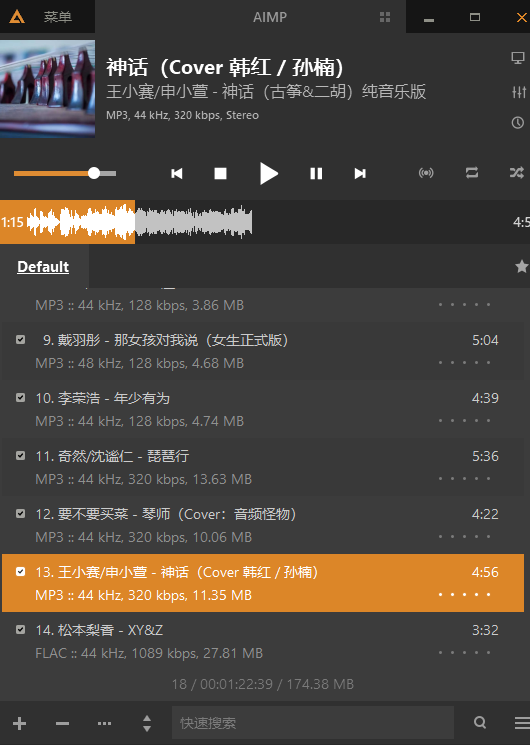 菜单
AIMP
神话（Cover 韩红 / 孙楠）
王小赛/申小萱 - 神话（古筝&二胡）纯音乐版
MP3, 44 kHz, 320 kbps, Stereo
1:15
4:5
Default
MP3 :: 44 kHz, 128 kbps, 3.86 MB
9. 戴羽彤 - 那女孩对我说（女生正式版） 5:04
MP3 :: 48 kHz, 128 kbps, 4.68 MB
10. 李荣浩 - 年少有为 4:39
MP3 :: 44 kHz, 128 kbps, 4.74 MB
11. 奇然/沈谧仁 - 琵琶行 5:36
MP3 :: 44 kHz, 320 kbps, 13.63 MB
12. 要不要买菜 - 琴师（Cover：音频怪物） 4:22
MP3 :: 44 kHz, 320 kbps, 10.06 MB
13. 王小赛/申小萱 - 神话（Cover 韩红 / 孙楠） 4:56
MP3 :: 44 kHz, 320 kbps, 11.35 MB
14. 松本梨香 - XY&Z 3:32
FLAC :: 44 kHz, 1089 kbps, 27.81 MB
18 / 00:01:22:39 / 174.38 MB
快速搜索